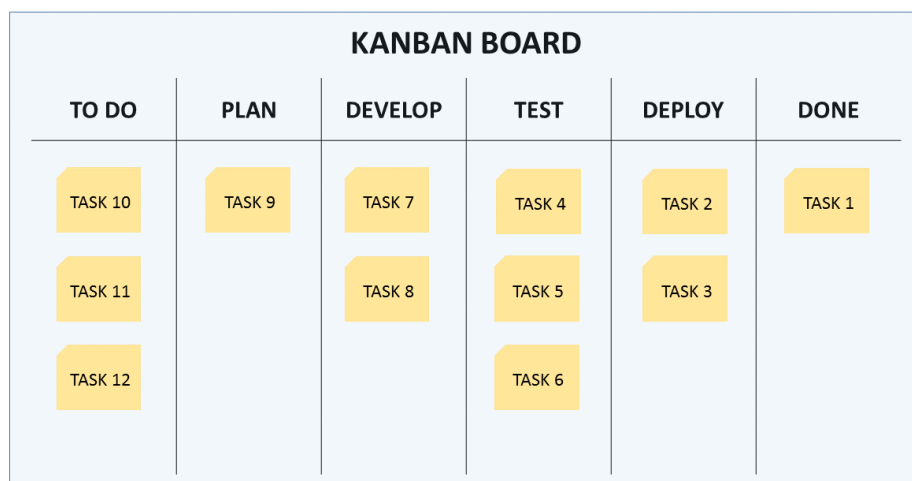 KANBAN BOARD
TO DO
PLAN
DEVELOP
TEST
DEPLOY
DONE
TASK 10
TASK 9
TASK 7
TASK 4
TASK 2
TASK 1
TASK 11
TASK 8
TASK 5
TASK 3
TASK 12
TASK 6